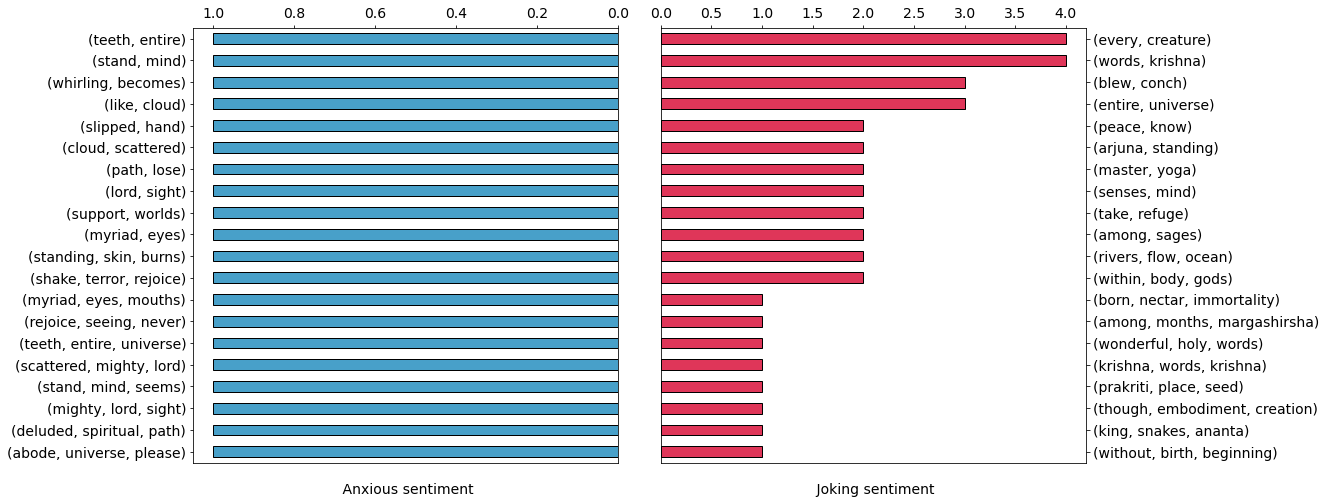 1.0 0.8 0.6 0.4 0.2 0.0
(teeth, entire)
(stand, mind)
(whirling, becomes)
(like, cloud)
(slipped, hand)
(cloud, scattered)
(path, lose)
(lord, sight)
(support, worlds)
(myriad, eyes)
(standing, skin, burns)
(shake, terror, rejoice)
(myriad, eyes, mouths)
(rejoice, seeing, never)
(teeth, entire, universe)
(scattered, mighty, lord)
(stand, mind, seems)
(mighty, lord, sight)
(deluded, spiritual, path)
(abode, universe, please)
Anxious sentiment
0.0 0.5 1.0 1.5 2.0 2.5 3.0 3.5 4.0
(every, creature)
(words, krishna)
(blew, conch)
(entire, universe)
(peace, know)
(arjuna, standing)
(master, yoga)
(senses, mind)
(take, refuge)
(among, sages)
(rivers, flow, ocean)
(within, body, gods)
(born, nectar, immortality)
(among, months, margashirsha)
(wonderful, holy, words)
(krishna, words, krishna)
(prakriti, place, seed)
(though, embodiment, creation)
(king, snakes, ananta)
(without, birth, beginning)
Joking sentiment